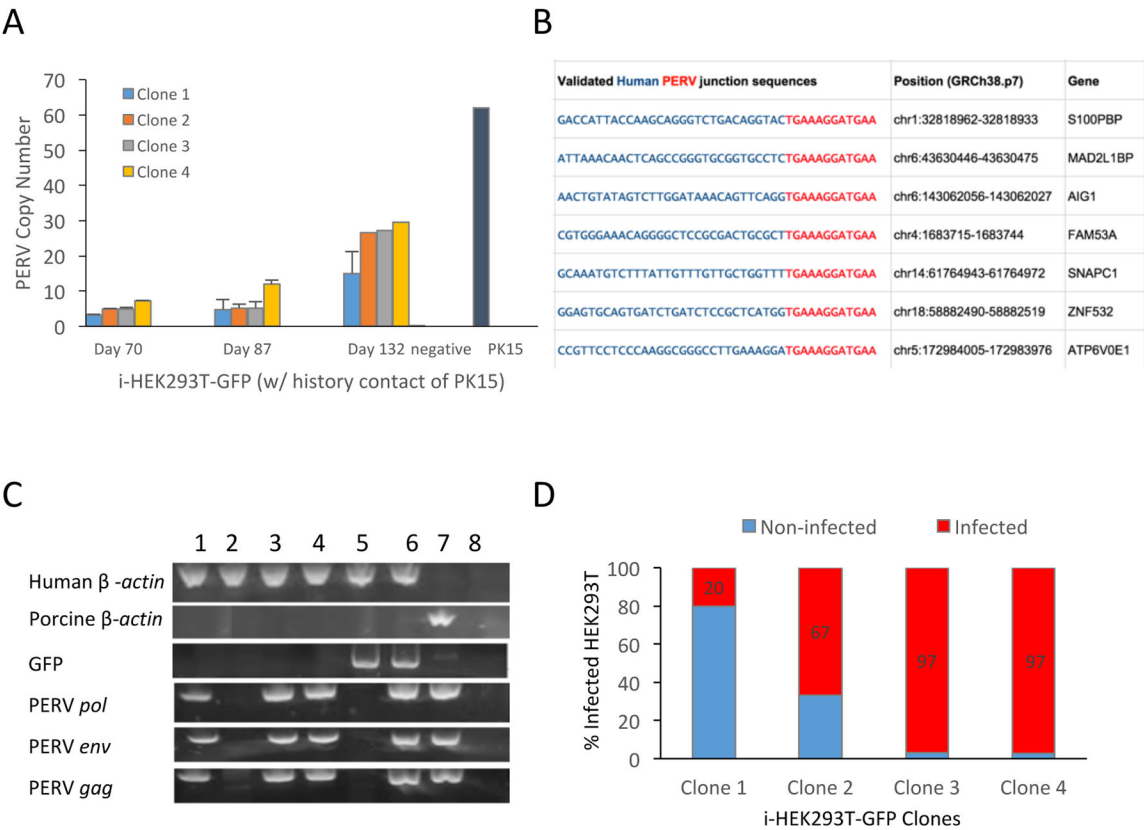 A
70
60
50
40
30
20
10
0
PERV Copy Number
Clone 1
Clone 2
Clone 3
Clone 4
Day 70
Day 87
Day 132 negative
PK15
i-HEK293T-GFP (w/ history contact of PK15)
B
Validated Human PERV junction sequences Position (GRCh38.p7) Gene
GACCATTACCAAGCAGGGTCTGACAGGTACTGAAAGGATGAA chr1:32818962-32818933 S100PBP
ATTAAACAACTCAGCCGGGTGCGGTGCCTCTGAAAGGATGAA chr6:43630446-43630475 MAD2L1BP
AACTGTATAGTCTTGGATAAACAGTTCAGGTGAAAGGATGAA chr6:143062056-143062027 AIG1
CGTGGGAAACAGGGGCTCCGCGACTGCGCTTGAAAGGATGAA chr4:1683715-1683744 FAM53A
GCAAATGTCTTTATTGTTTGTTGCTGGTTTTGAAAGGATGAA chr14:61764943-61764972 SNAPC1
GGAGTGCAGTGATCTGATCTCCGCTCATGGTGAAAGGATGAA chr18:58882490-58882519 ZNF532
CCGTTCCTCCCAAGGCGGGCCTTGAAAGGATGAAAGGATGAA chr5:172984005-172983976 ATP6V0E1
C
1 2 3 4 5 6 7 8
Human β -actin
Porcine β-actin
GFP
PERV pol
PERV env
PERV gag
D
Non-infected
Infected
100
80
60
40
20
0
% Infected HEK293T
20
67
97
97
Clone 1
Clone 2
Clone 3
Clone 4
i-HEK293T-GFP Clones